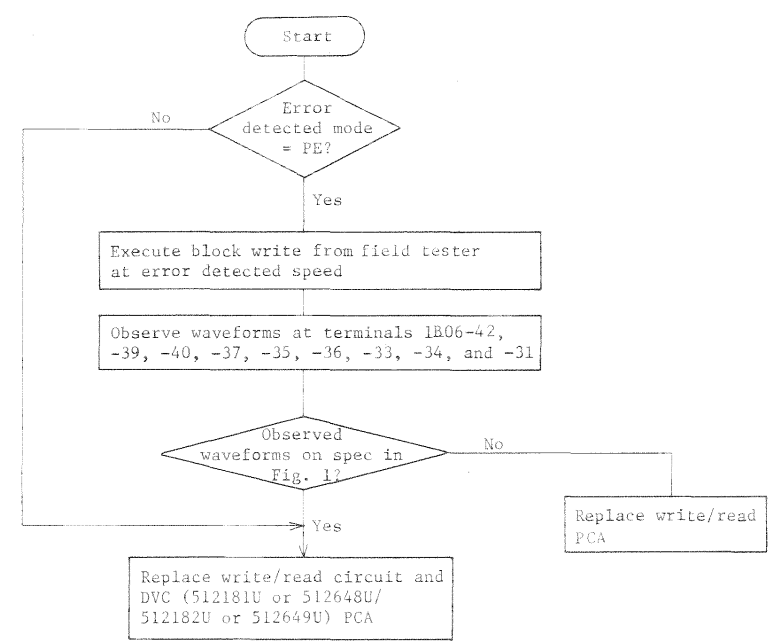 Start
Error
detected mode
= PE?
No
Yes
Execute block write from field tester
at error detected speed
Observe waveforms at terminals 1B06-42,
-39, -40, -37, -35, -36, -33, -34, and -31
Observed
waveforms on spec in
Fig. 1?
No
Yes
Replace write/read
PCA
Replace write/read circuit and
DVC (512181U or 512648U/
512182U or 512649U) PCA